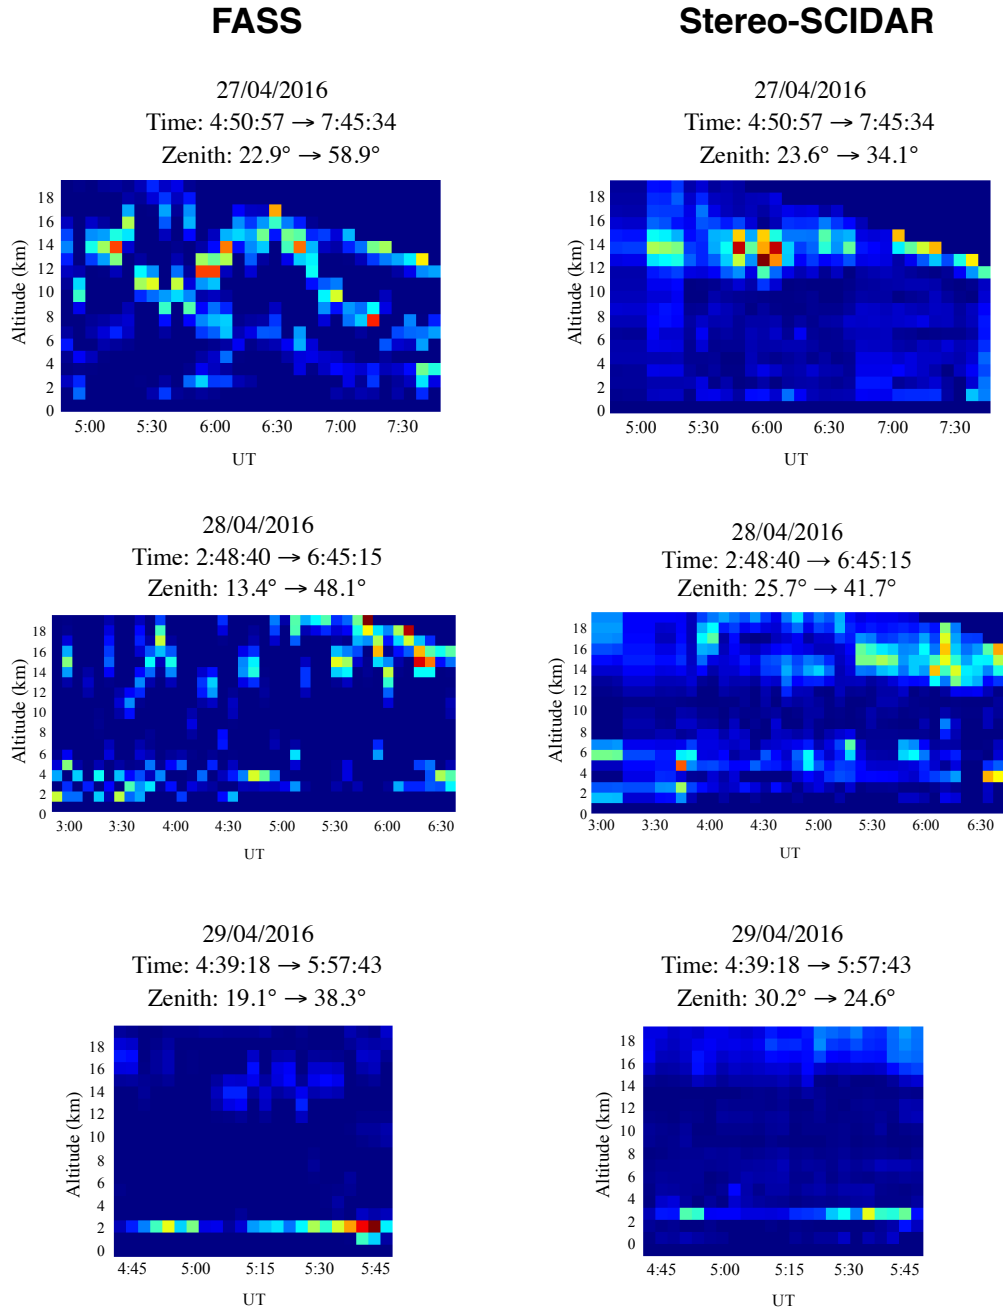 FASS
Stereo-SCIDAR
27/04/2016
Time: 4:50:57 → 7:45:34
Zenith: 22.9° → 58.9°
27/04/2016
Time: 4:50:57 → 7:45:34
Zenith: 23.6° → 34.1°
Altitude (km)
18
16
14
12
10
8
6
4
2
0
5:00 5:30 6:00 6:30 7:00 7:30
UT
Altitude (km)
18
16
14
12
10
8
6
4
2
0
5:00 5:30 6:00 6:30 7:00 7:30
UT
28/04/2016
Time: 2:48:40 → 6:45:15
Zenith: 13.4° → 48.1°
28/04/2016
Time: 2:48:40 → 6:45:15
Zenith: 25.7° → 41.7°
Altitude (km)
18
16
14
12
10
8
6
4
2
0
3:00 3:30 4:00 4:30 5:00 5:30 6:00 6:30
UT
Altitude (km)
18
16
14
12
10
8
6
4
2
0
3:00 3:30 4:00 4:30 5:00 5:30 6:00 6:30
UT
29/04/2016
Time: 4:39:18 → 5:57:43
Zenith: 19.1° → 38.3°
29/04/2016
Time: 4:39:18 → 5:57:43
Zenith: 30.2° → 24.6°
Altitude (km)
18
16
14
12
10
8
6
4
2
0
4:45 5:00 5:15 5:30 5:45
UT
Altitude (km)
18
16
14
12
10
8
6
4
2
0
4:45 5:00 5:15 5:30 5:45
UT